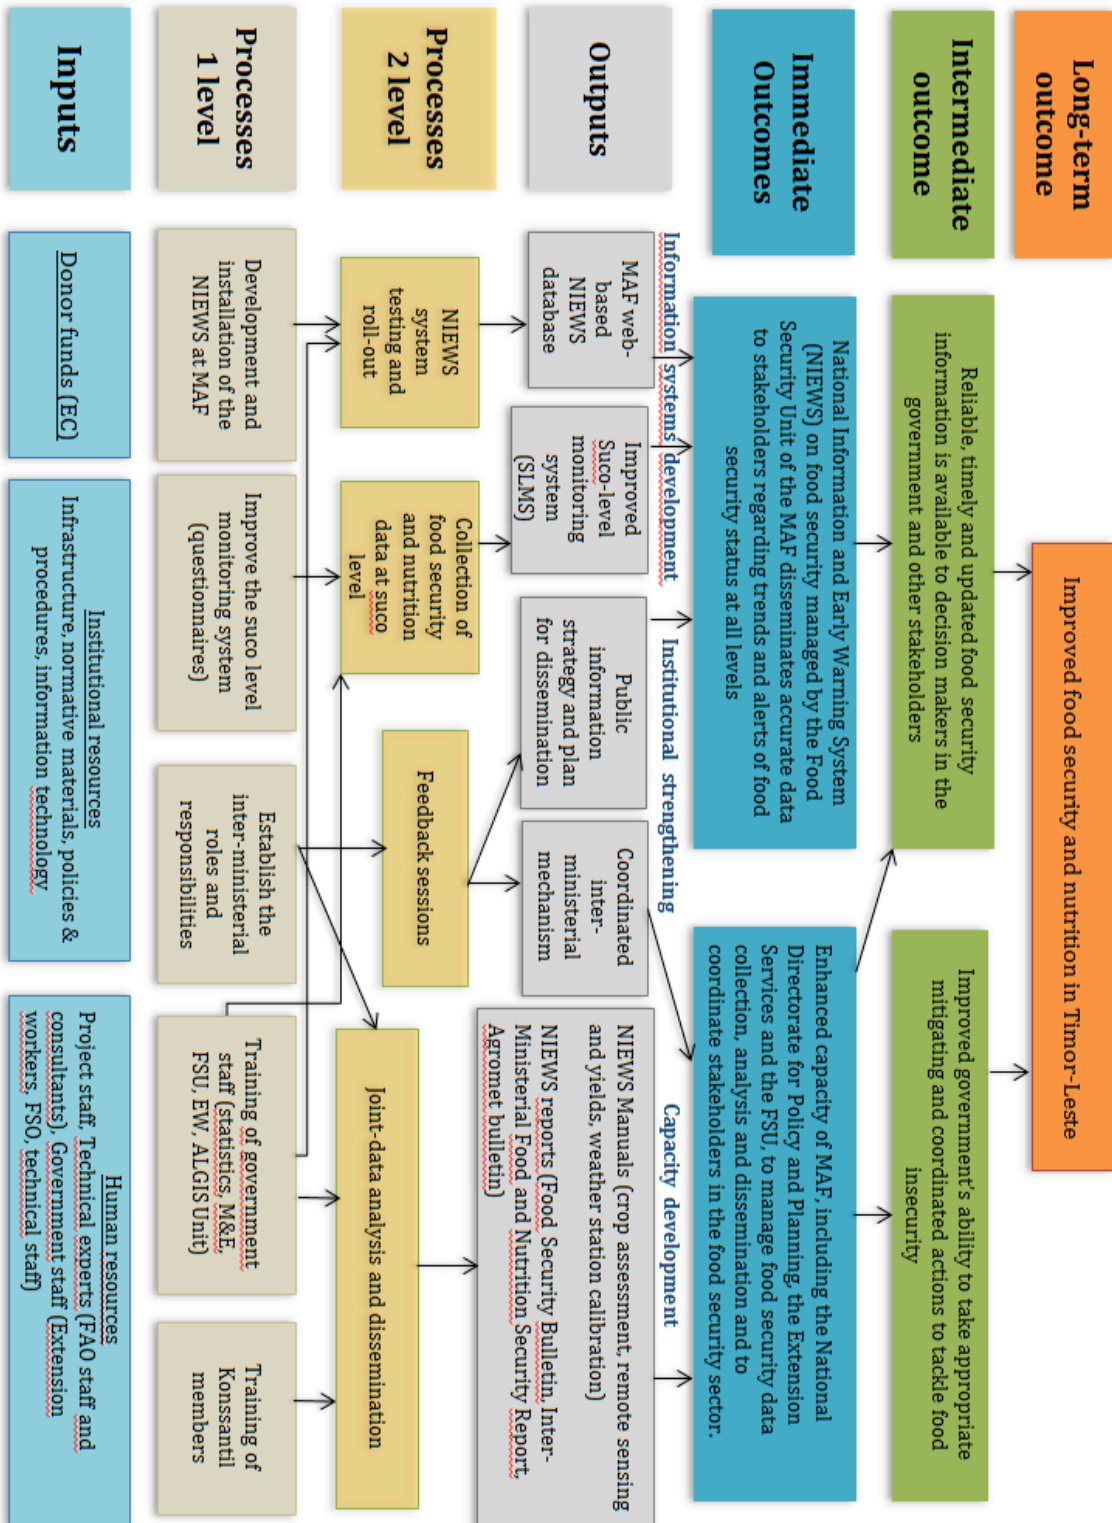 Long-term
outcome
Improved food security and nutrition in Timor-Leste
Intermediate
outcome
Reliable, timely and updated food security
information is available to decision makers in the
government and other stakeholders
Improved government's ability to take appropriate
mitigating and coordinated actions to tackle food
insecurity
Immediate
Outcomes
National Information and Early Warning System
(NIEWS) on food security managed by the Food
Security Unit of the MAF disseminates accurate data
to stakeholders regarding trends and alerts of food
security status at all levels
Enhanced capacity of MAF, including the National
Directorate for Policy and Planning, the Extension
Services and the FSU, to manage food security data
collection, analysis and dissemination and to
coordinate stakeholders in the food security sector.
Information systems development
Institutional strengthening
Capacity development
Outputs
MAF web-
based
NIEWS
database
Improved
Suco-level
monitoring
system
(SLMS)
Public
information
strategy and plan
for dissemination
Coordinated
inter-
ministerial
mechanism
NIEWS Manuals (crop assessment, remote sensing
and yields, weather station calibration)
NIEWS reports (Food Security Bulletin, Inter-
Ministerial Food and Nutrition Security Report,
Agromet bulletin)
Processes
2 level
NIEWS
system
testing and
roll-out
Collection of
food security
and nutrition
data at suco
level
Feedback sessions
Joint-data analysis and dissemination
Processes
1 level
Development and
installation of the
NIEWS at MAF
Improve the suco level
monitoring system
(questionnaires)
Establish the
inter-ministerial
roles and
responsibilities
Training of government
staff (statistics, M&E,
FSU, EW, ALGIS Unit)
Training of
Konssantil
members
Inputs
Donor funds (EC)
Institutional resources
Infrastructure, normative materials, policies &
procedures, information technology
Human resources
Project staff, Technical experts (FAO staff and
consultants), Government staff (Extension
workers, FSO, technical staff)